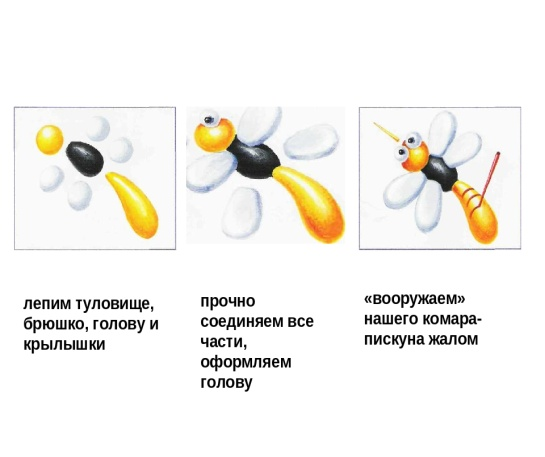 лепим туловище,
брюшко, голову и
крылышки
прочно
соединяем все
части,
оформляем
голову
«вооружаем»
нашего комара-
пискуна жалом